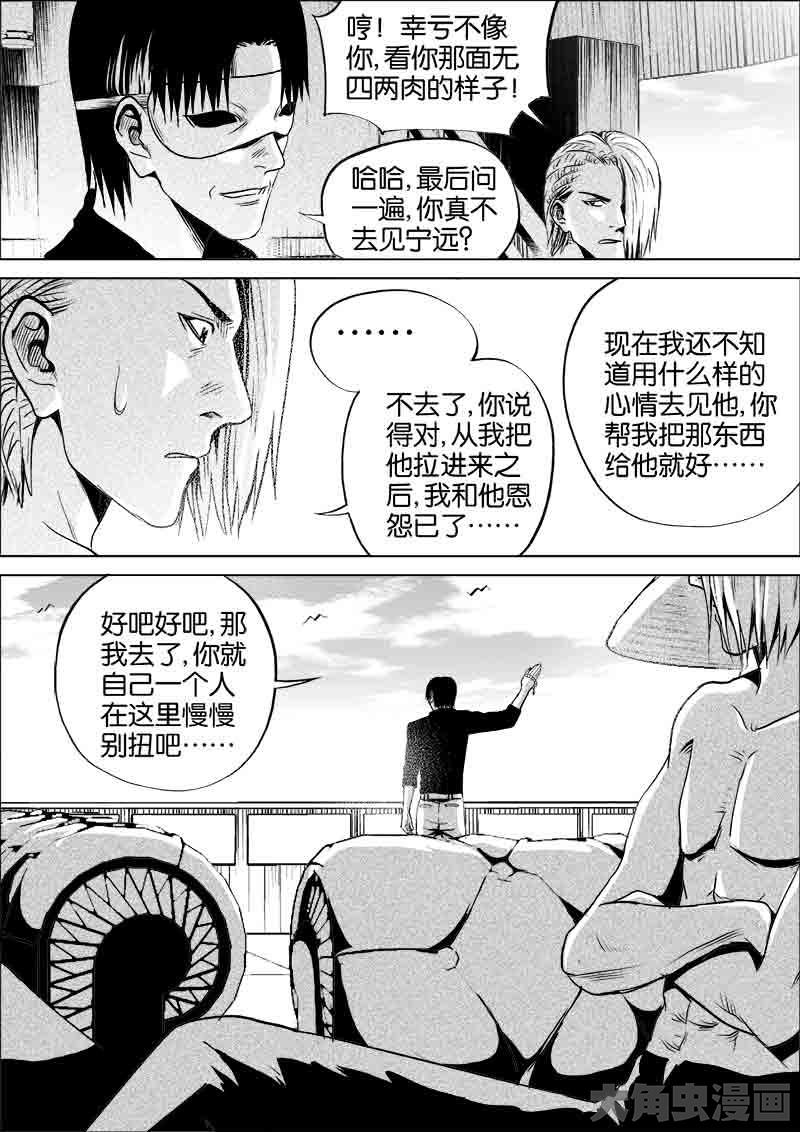 哼！幸亏不像
你，看你那面无
四两肉的样子！
哈哈，最后问
一遍，你真不
去见宁远？
……
不去了，你说
得对，从我把
他拉进来之
后，我和他恩
怨已了……
现在我还不知
道用什么样的
心情去见他，你
帮我把那东西
给他就好……
好吧好吧，那
我去了，你就
自己一个人
在这里慢慢
别扭吧……
大角虫漫画